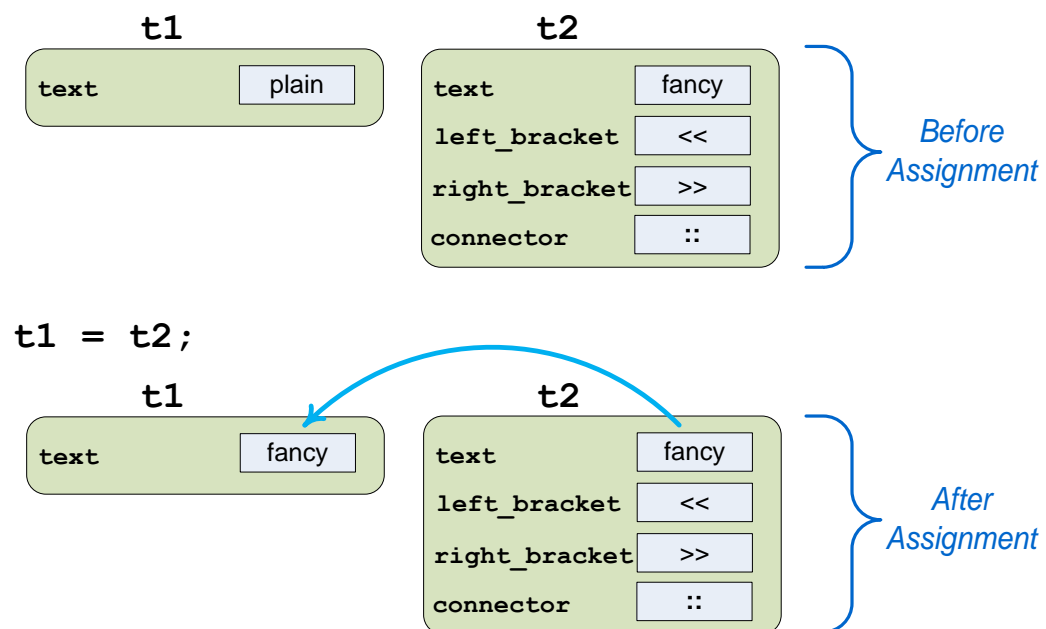 t1 t2
text plain text fancy
left_bracket <<
right_bracket >>
connector ::
Before
Assignment
t1 = t2;
t1 t2
text fancy text fancy
left_bracket <<
right_bracket >>
connector ::
After
Assignment